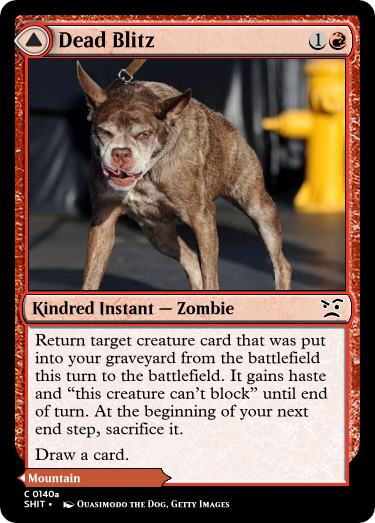 Dead Blitz
1
Kindred Instant — Zombie
Return target creature card that was put
into your graveyard from the battlefield
this turn to the battlefield. It gains haste
and “this creature can’t block” until end
of turn. At the beginning of your next
end step, sacrifice it.
Draw a card.
Mountain
C 0140a
SHIT • Quasimodo the Dog, Getty Images